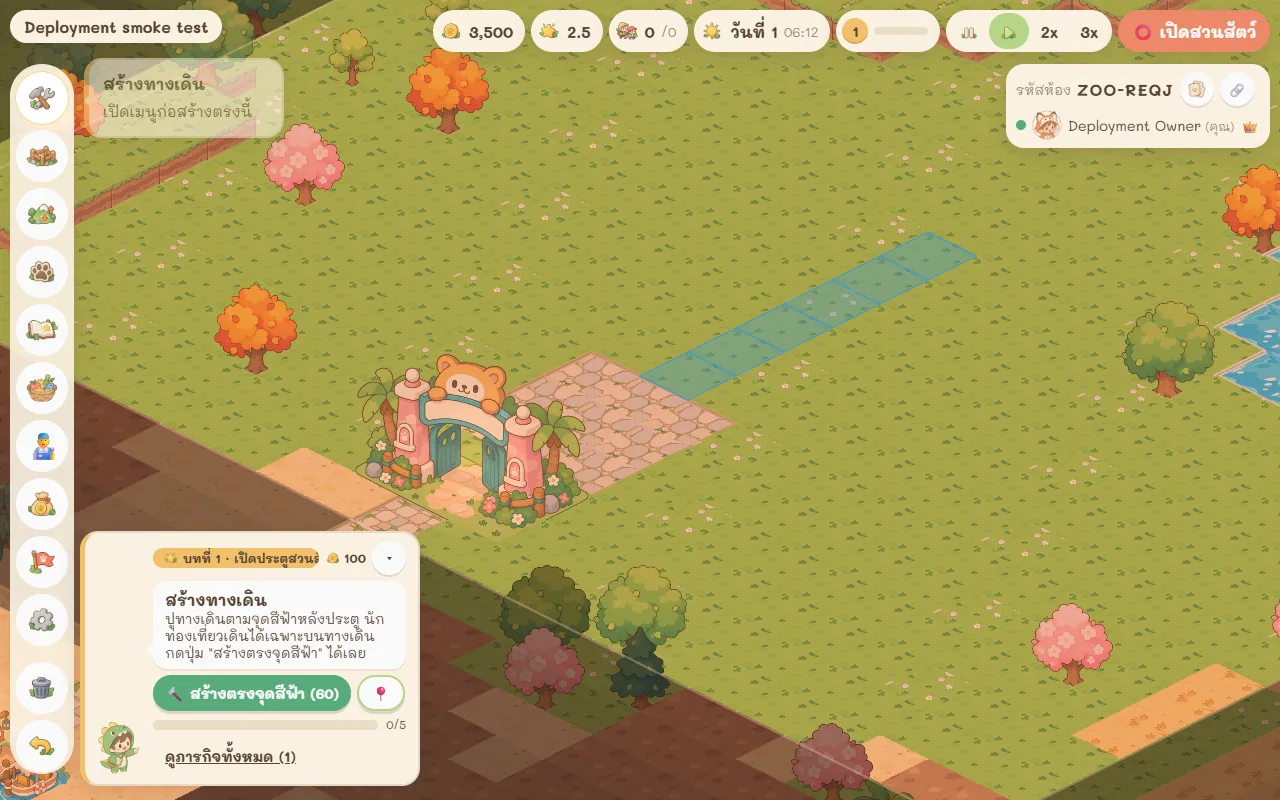 Deployment smoke test
3,500
2.5
0 /0
วันที่ 1 06:12
1
2x
3x
เปิดสวนสัตว์
สร้างทางเดิน
เปิดเมนูก่อสร้างตรงนี้
รหัสห้อง ZOO-REQJ
Deployment Owner (คุณ)
บทที่ 1 · เปิดประตูสวนสั
100
สร้างทางเดิน
ปูทางเดินตามจุดสีฟ้าหลังประตู นัก
ท่องเที่ยวเดินได้เฉพาะบนทางเดิน
กดปุ่ม "สร้างตรงจุดสีฟ้า" ได้เลย
สร้างตรงจุดสีฟ้า (60)
0/5
ดูภารกิจทั้งหมด (1)